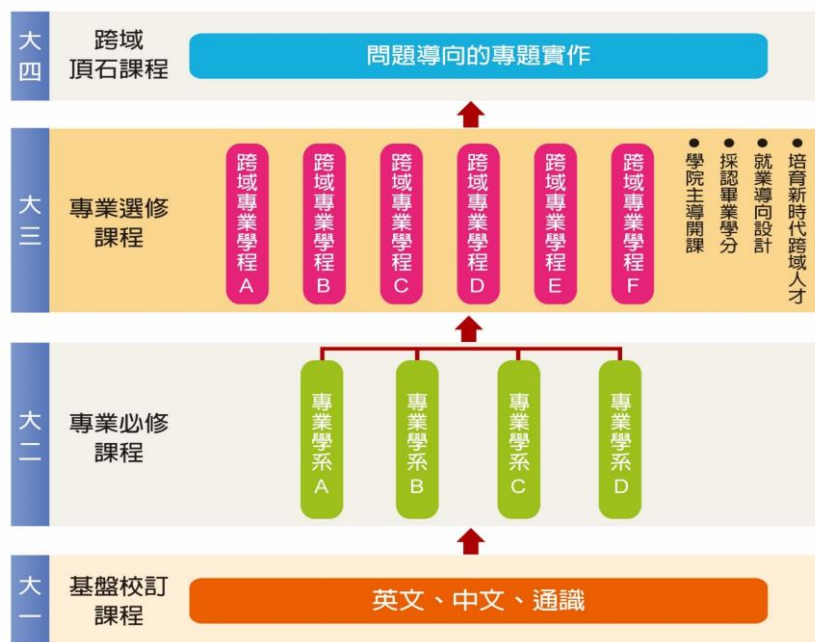 大四
跨域
頂石課程
問題導向的專題實作
大三
專業選修
課程
跨域專業學程A
跨域專業學程B
跨域專業學程C
跨域專業學程D
跨域專業學程E
跨域專業學程F
● 學院主導開課
● 採認畢業學分
● 就業導向設計
● 培育新時代跨域人才
大二
專業必修
課程
專業學系A
專業學系B
專業學系C
專業學系D
大一
基盤校訂
課程
英文、中文、通識